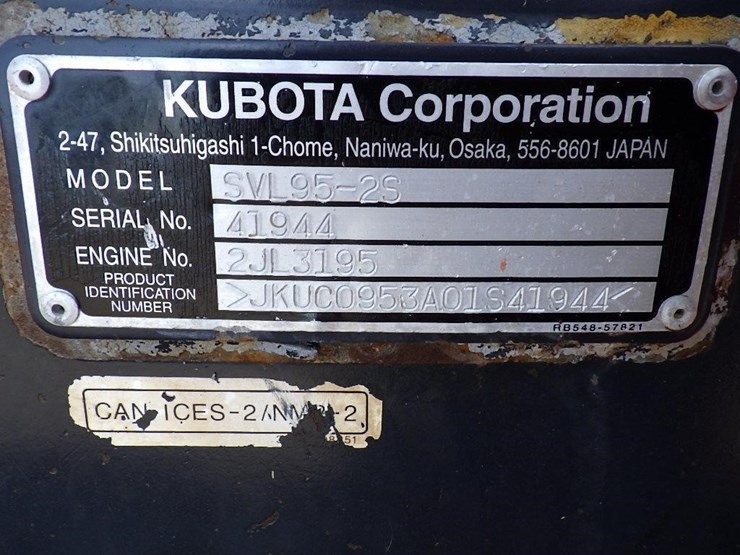 KUBOTA Corporation
2-47, Shikitsuhigashi 1-Chome, Naniwa-ku, Osaka, 556-8601 JAPAN
MODEL SVL95-2S
SERIAL No. 41944
ENGINE No. 2JL3195
PRODUCT IDENTIFICATION NUMBER >JKUC0953A01S41944<
RB548-57821
CAN ICES-2